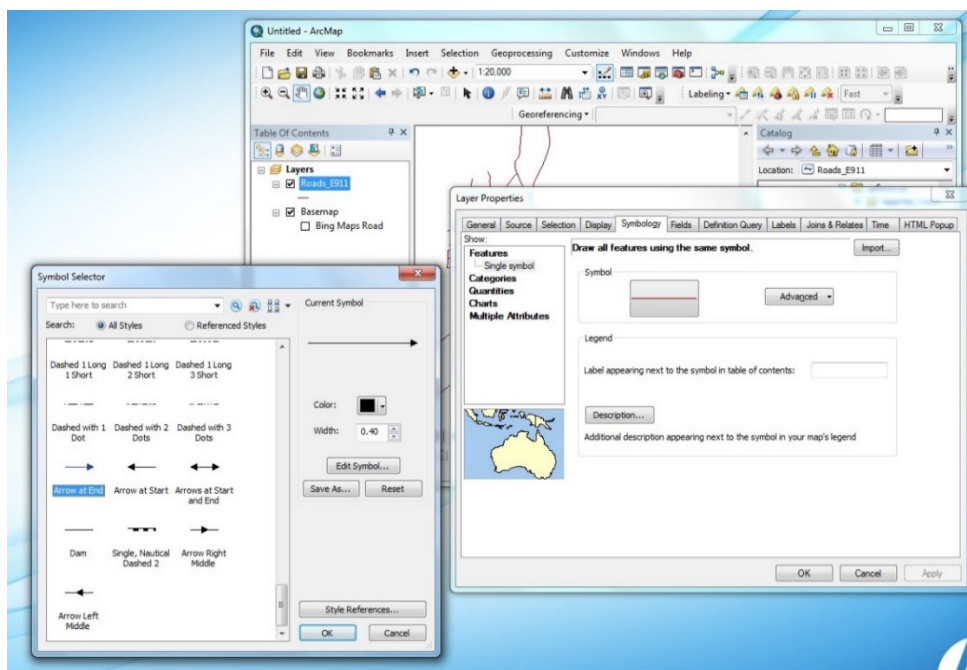 Untitled - ArcMap
File Edit View Bookmarks Insert Selection Geoprocessing Customize Windows Help
1:20,000
Labeling Fast
Georeferencing
Table Of Contents
Layers
Roads_E911
Basemap
Bing Maps Road
Catalog
Location: Roads_E911
Layer Properties
General Source Selection Display Symbology Fields Definition Query Labels Joins & Relates Time HTML Popup
Show:
Features
Single symbol
Categories
Quantities
Charts
Multiple Attributes
Draw all features using the same symbol.
Import...
Symbol
Advanced
Legend
Label appearing next to the symbol in table of contents:
Description...
Additional description appearing next to the symbol in your map's legend
OK Cancel Apply
Symbol Selector
Type here to search
Search: All Styles Referenced Styles
Dashed 1 Long Dashed 1 Long Dashed 1 Long
1 Short 2 Short 3 Short
Dashed with 1 Dashed with 2 Dashed with 3
Dot Dots Dots
Arrow at End Arrow at Start Arrows at Start
and End
Dam Single, Nautical Arrow Right
Dashed 2 Middle
Arrow Left
Middle
Current Symbol
Color:
Width: 0.40
Edit Symbol...
Save As... Reset
Style References...
OK Cancel